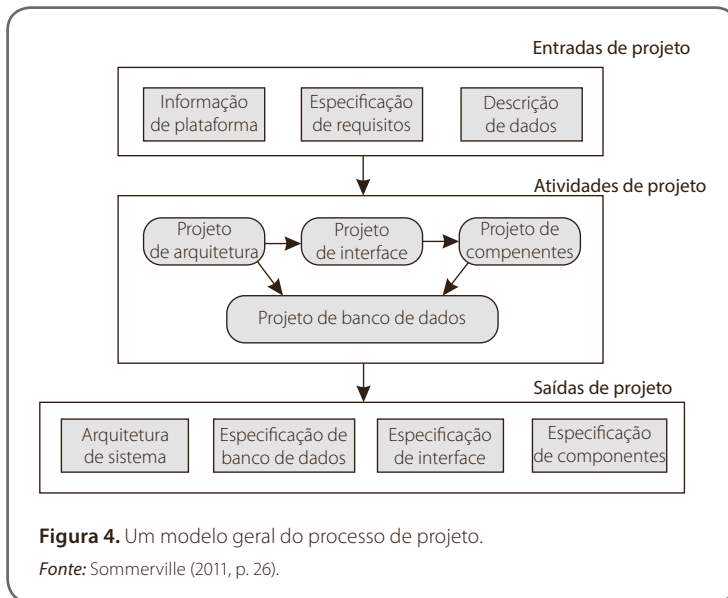 Entradas de projeto
Informação
de plataforma
Especificação
de requisitos
Descrição
de dados
Atividades de projeto
Projeto
de arquitetura
Projeto
de interface
Projeto de
compenentes
Projeto de banco de dados
Saídas de projeto
Arquitetura
de sistema
Especificação de
banco de dados
Especificação
de interface
Especificação
de componentes
Figura 4. Um modelo geral do processo de projeto.
Fonte: Sommerville (2011, p. 26).